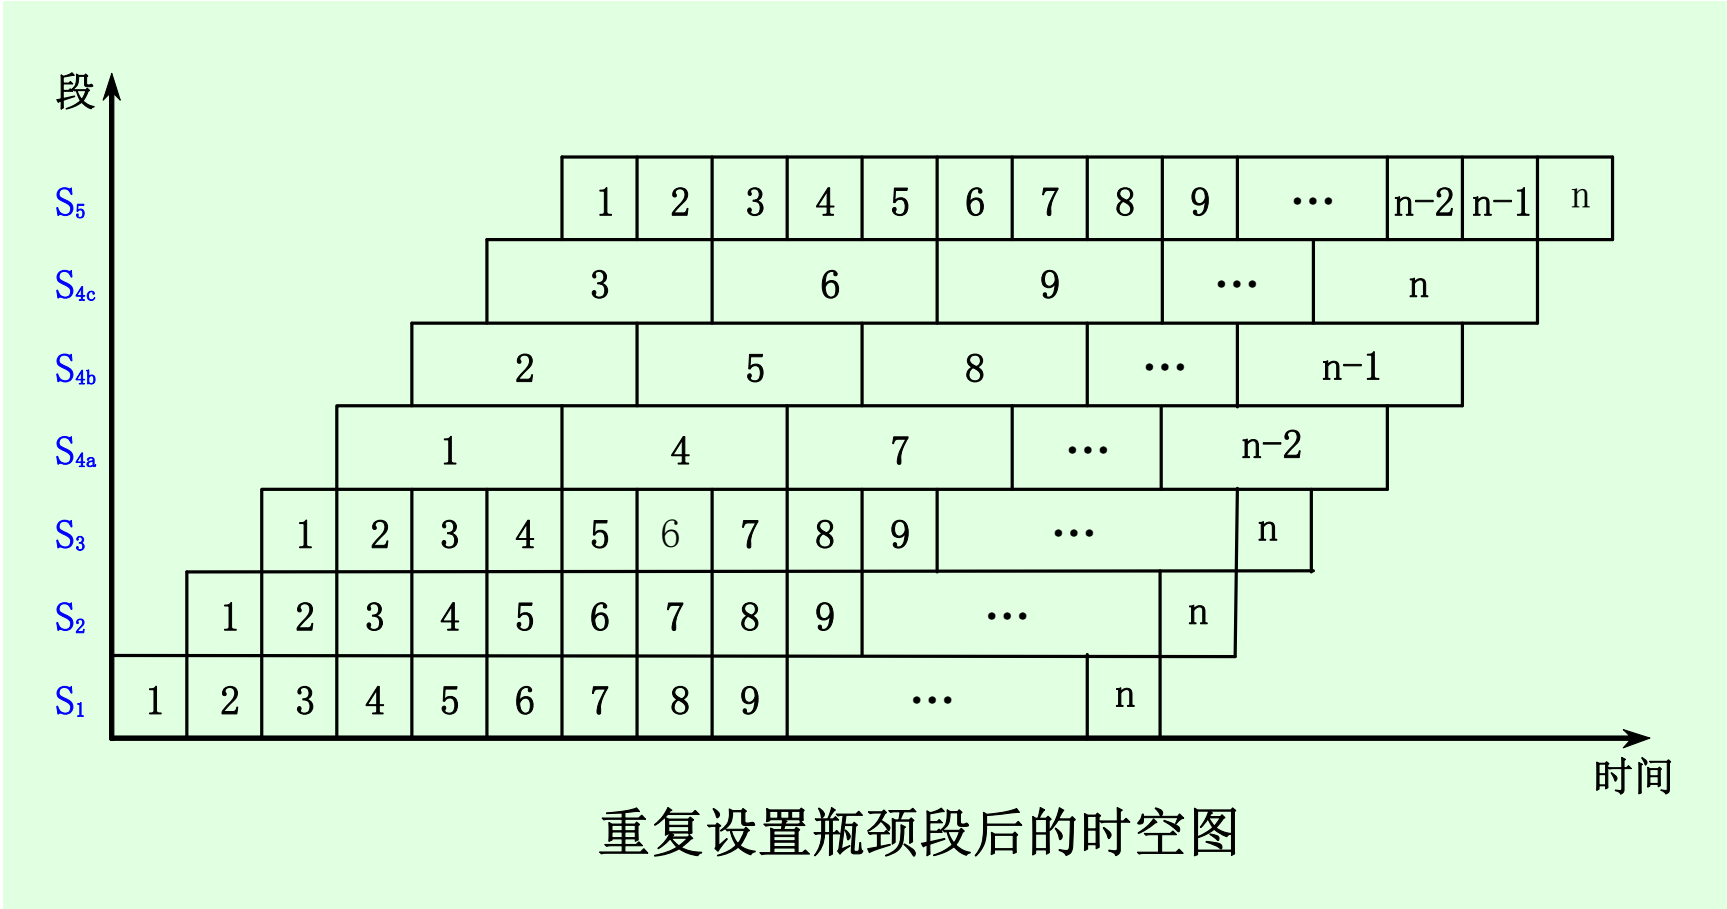 段
S₅ 1 2 3 4 5 6 7 8 9 ··· n-2 n-1 n
S₄c 3 6 9 ··· n
S₄b 2 5 8 ··· n-1
S₄a 1 4 7 ··· n-2
S₃ 1 2 3 4 5 6 7 8 9 ··· n
S₂ 1 2 3 4 5 6 7 8 9 ··· n
S₁ 1 2 3 4 5 6 7 8 9 ··· n
时间
重复设置瓶颈段后的时空图